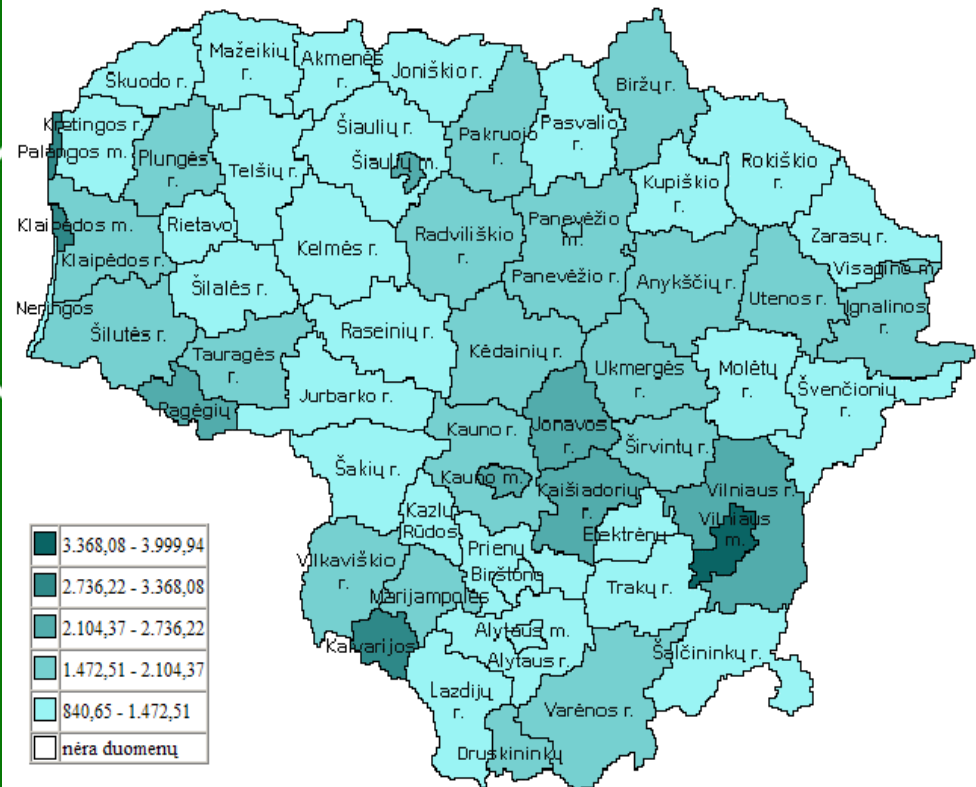 Skuodo r.
Mažeikių
r.
Akmenės
r.
Joniškio r.
Biržų r.
Kretingos r.
Palangos m.
Plungės
r.
Telšių r.
Šiaulių r.
Šiaulių m.
Pakruojo
r.
Pasvalio
r.
Rokiškio
r.
Kupiškio
r.
Klaipėdos m.
Klaipėdos r.
Rietavo
Kelmės r.
Radviliškio
r.
Panevėžio
m.
Panevėžio r.
Anykščių r.
Zarasų r.
Visagino m.
Utenos r.
Ignalinos
r.
Neringos
Šilutės r.
Šilalės r.
Tauragės
r.
Raseinių r.
Kėdainių r.
Ukmergės
r.
Molėtų
r.
Švenčionių
r.
Pagėgių
Jurbarko r.
Kauno r.
Jonavos
r.
Širvintų r.
Šakių r.
Kauno m.
Kaišiadorių
r.
Vilniaus r.
Vilniaus
m.
Kazlų
Rūdos
Elektrėnų
Prienų
Birštono
Trakų r.
Vilkaviškio
r.
Marijampolės
Kalvarijos
Alytaus m.
Alytaus r.
Šalčininkų r.
Lazdijų
r.
Varėnos r.
Druskininkų
3.368,08 - 3.999,94
2.736,22 - 3.368,08
2.104,37 - 2.736,22
1.472,51 - 2.104,37
840,65 - 1.472,51
nėra duomenų